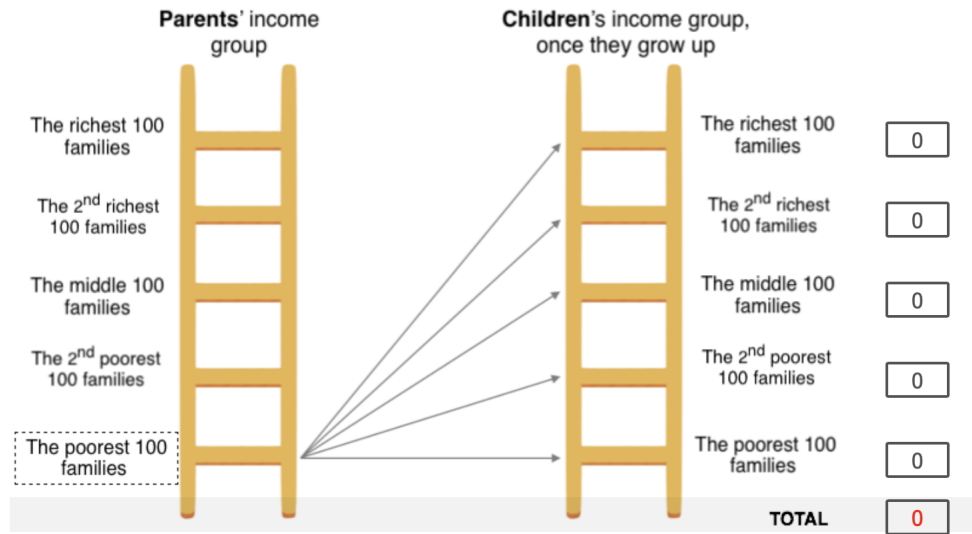 Parents' income
group
Children's income group,
once they grow up
The richest 100
families
The 2nd richest
100 families
The middle 100
families
The 2nd poorest
100 families
The poorest 100
families
The richest 100
families
0
The 2nd richest
100 families
0
The middle 100
families
0
The 2nd poorest
100 families
0
The poorest 100
families
0
TOTAL
0